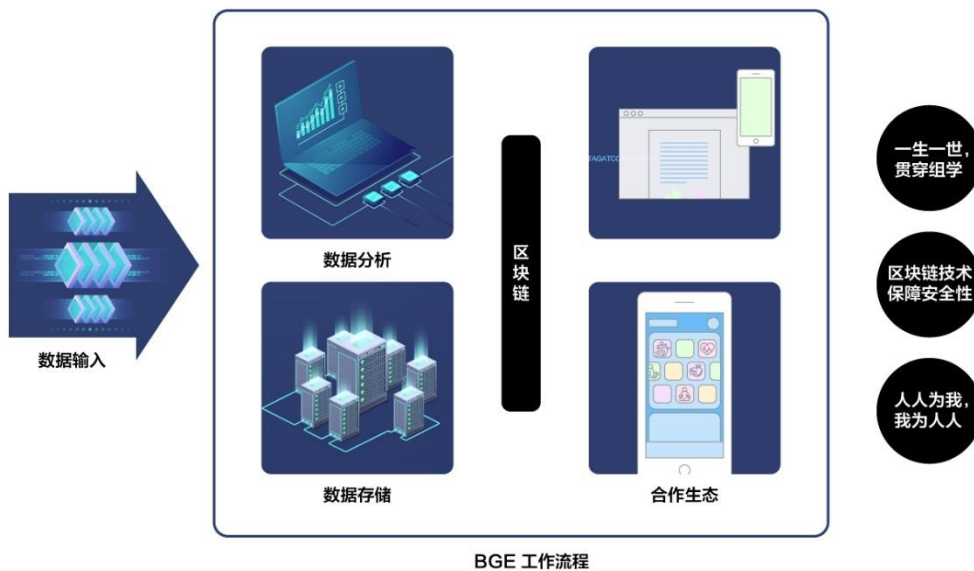 数据输入
数据分析
数据存储
区块链
TAGATCC
合作生态
一生一世，
贯穿组学
区块链技术
保障安全性
人人为我，
我为人人
BGE 工作流程